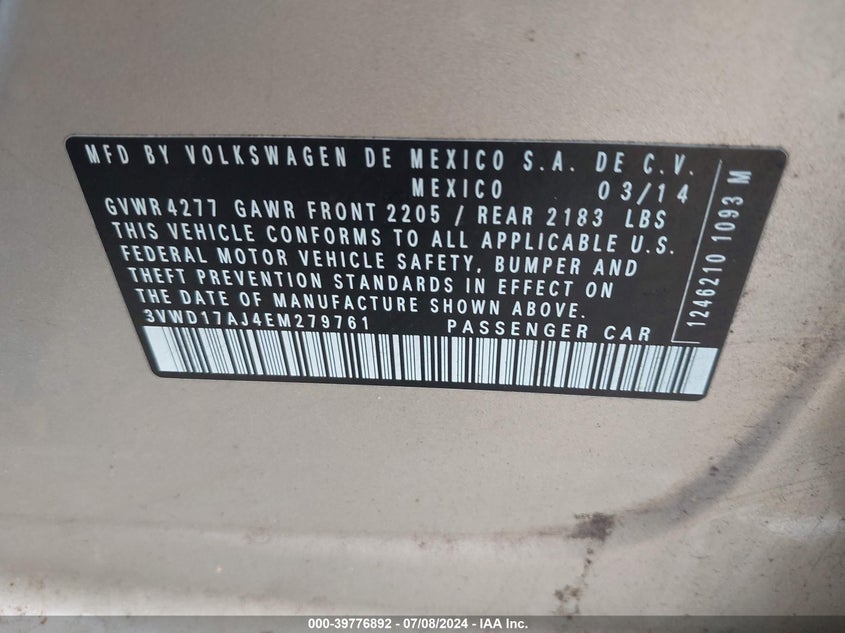 MFD BY VOLKSWAGEN DE MEXICO S.A. DE C.V.
MEXICO 03/14
GVWR 4277 GAWR FRONT 2205 / REAR 2183 LBS
THIS VEHICLE CONFORMS TO ALL APPLICABLE U.S.
FEDERAL MOTOR VEHICLE SAFETY, BUMPER AND
THEFT PREVENTION STANDARDS IN EFFECT ON
THE DATE OF MANUFACTURE SHOWN ABOVE.
3VWD17AJ4EM279761 PASSENGER CAR
1246210 1093 M
000-39776892 - 07/08/2024 - IAA Inc.